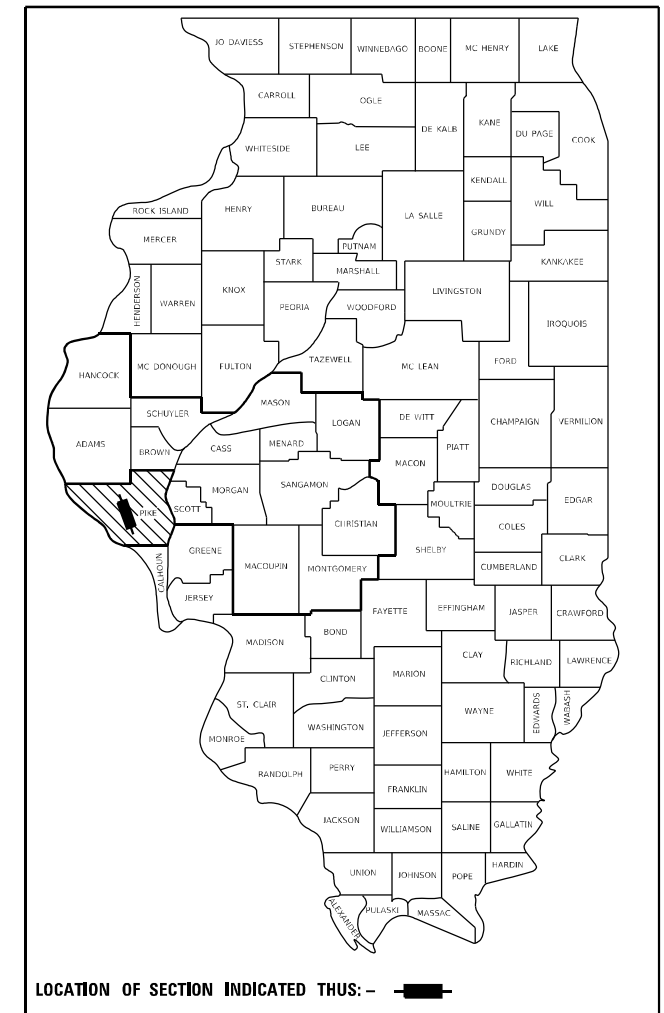 JO DAVIESS
STEPHENSON
WINNEBAGO
BOONE
MC HENRY
LAKE
CARROLL
OGLE
DE KALB
KANE
DU PAGE
COOK
WHITESIDE
LEE
KENDALL
WILL
ROCK ISLAND
HENRY
BUREAU
LA SALLE
GRUNDY
MERCER
PUTNAM
STARK
MARSHALL
KANKAKEE
HENDERSON
WARREN
KNOX
PEORIA
WOODFORD
LIVINGSTON
IROQUOIS
HANCOCK
MC DONOUGH
FULTON
TAZEWELL
MC LEAN
FORD
MASON
SCHUYLER
LOGAN
DE WITT
CHAMPAIGN
VERMILION
ADAMS
BROWN
CASS
MENARD
PIATT
MACON
MORGAN
SANGAMON
DOUGLAS
EDGAR
PIKE
SCOTT
CHRISTIAN
MOULTRIE
COLES
GREENE
SHELBY
CLARK
CALHOUN
MACOUPIN
MONTGOMERY
CUMBERLAND
JERSEY
FAYETTE
EFFINGHAM
JASPER
CRAWFORD
MADISON
BOND
CLAY
RICHLAND
LAWRENCE
MARION
CLINTON
ST. CLAIR
WAYNE
EDWARDS
WABASH
WASHINGTON
JEFFERSON
MONROE
RANDOLPH
PERRY
HAMILTON
WHITE
FRANKLIN
JACKSON
WILLIAMSON
SALINE
GALLATIN
UNION
JOHNSON
POPE
HARDIN
ALEXANDER
PULASKI
MASSAC
LOCATION OF SECTION INDICATED THUS: –